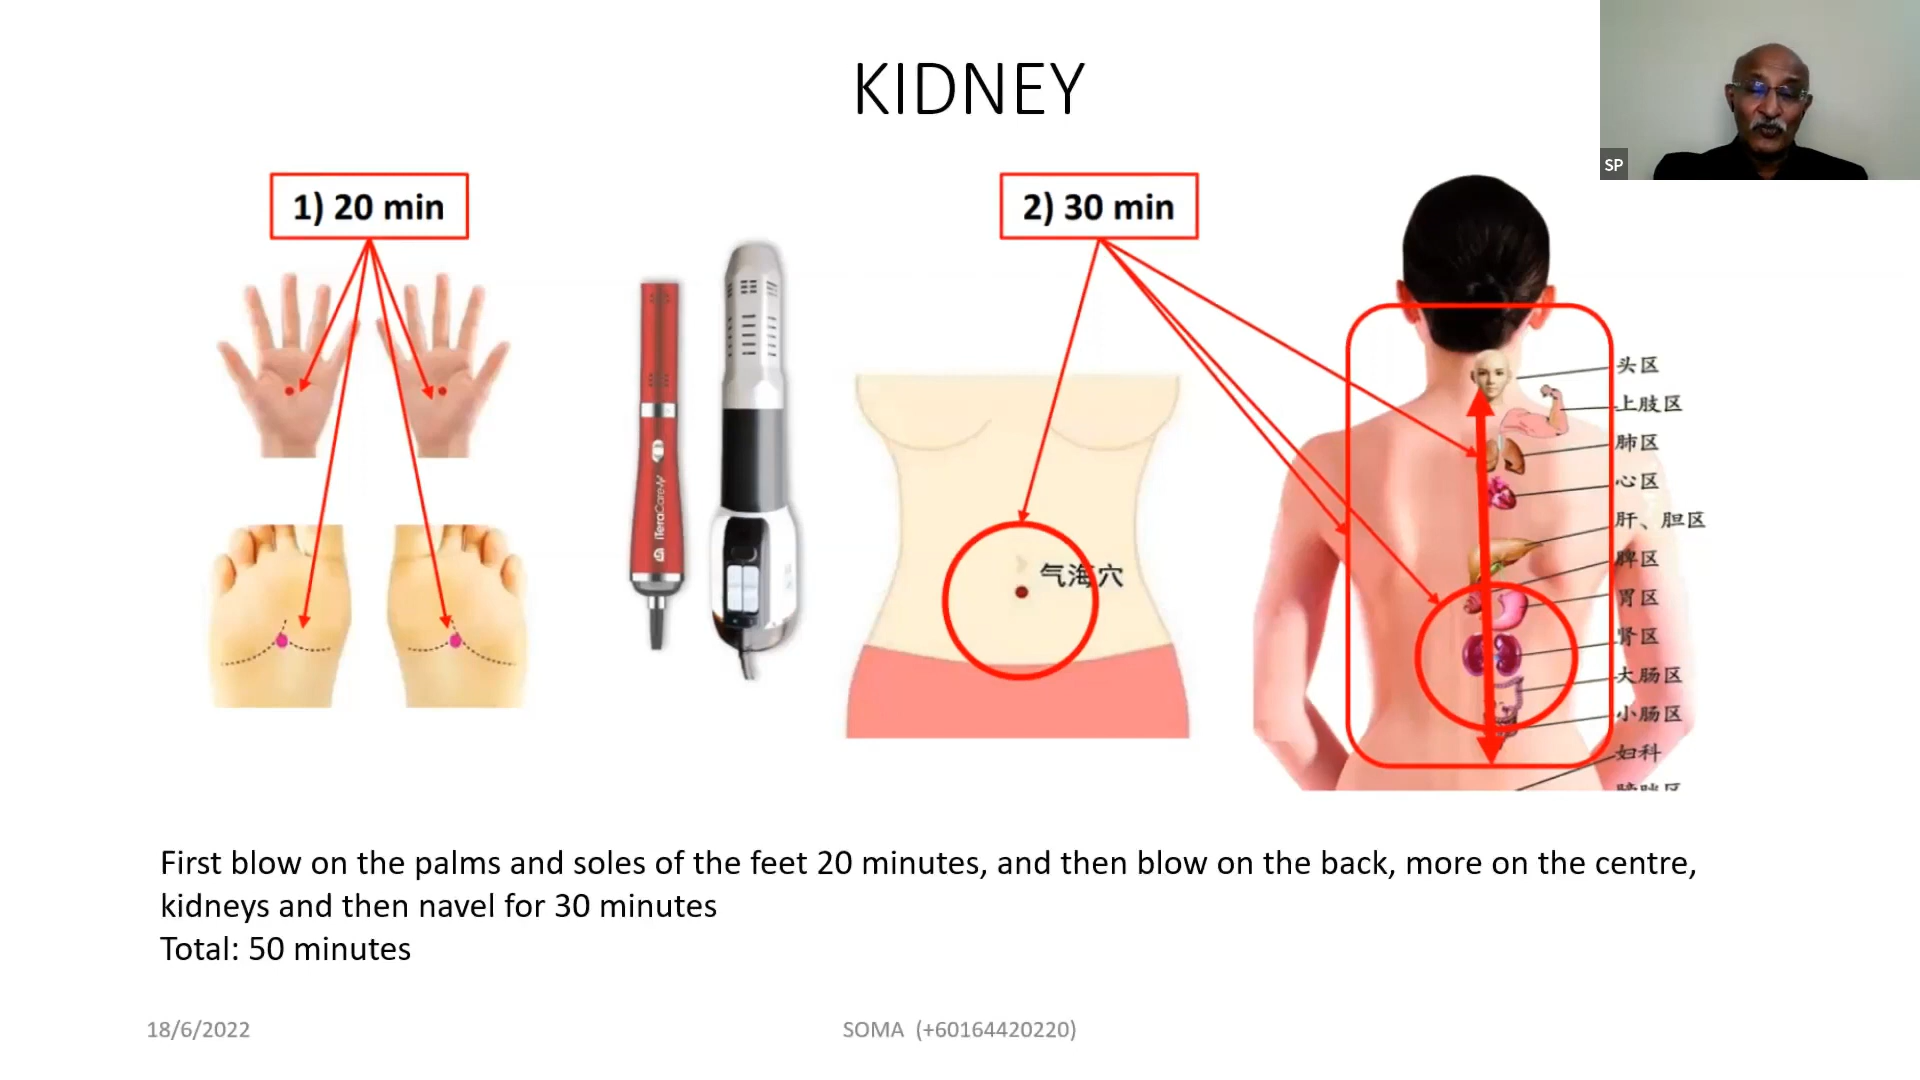 KIDNEY
SP
1) 20 min
2) 30 min
iTeraCare
气海穴
头区
上肢区
肺区
心区
肝、胆区
脾区
胃区
肾区
大肠区
小肠区
妇科
First blow on the palms and soles of the feet 20 minutes, and then blow on the back, more on the centre,
kidneys and then navel for 30 minutes
Total: 50 minutes
18/6/2022
SOMA (+60164420220)